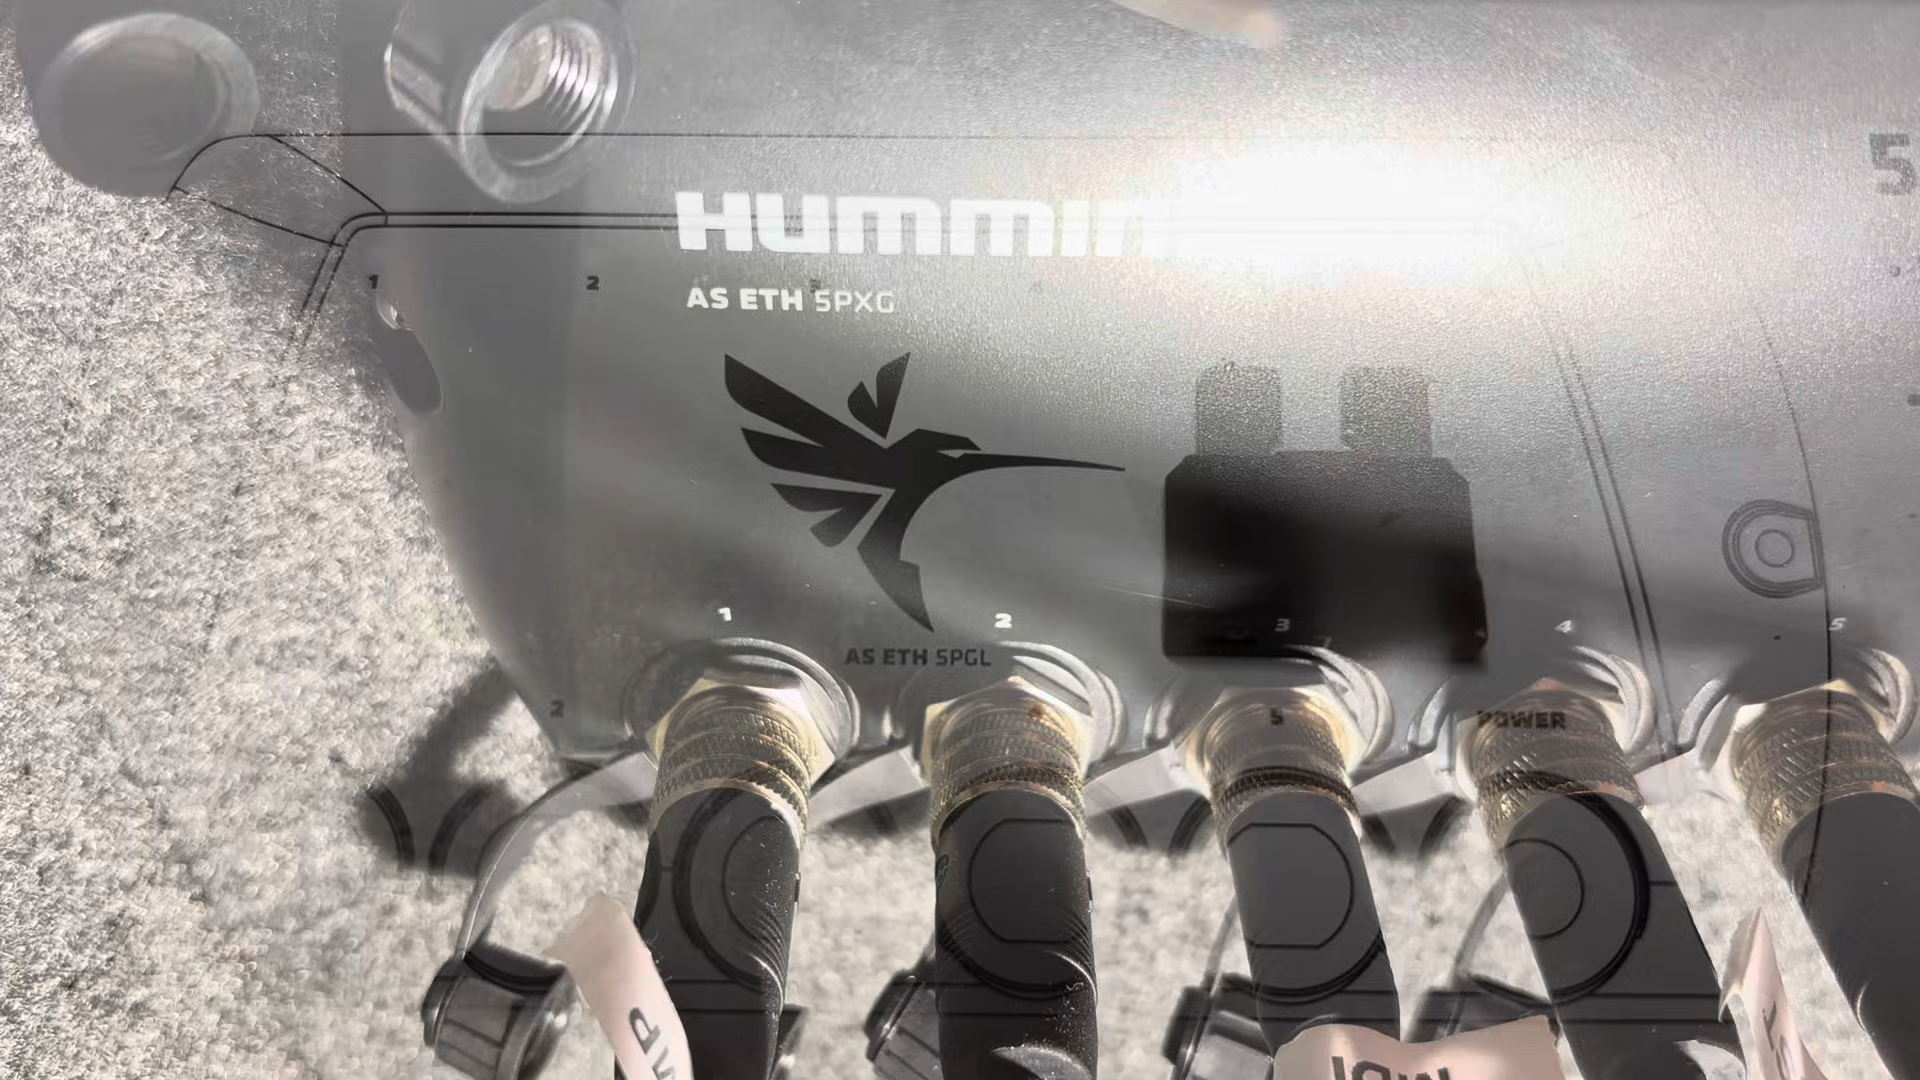 HUMMIN
5
1 2
AS ETH 5PXG
1 2 3 4 5
AS ETH 5PGL
2
5 POWER